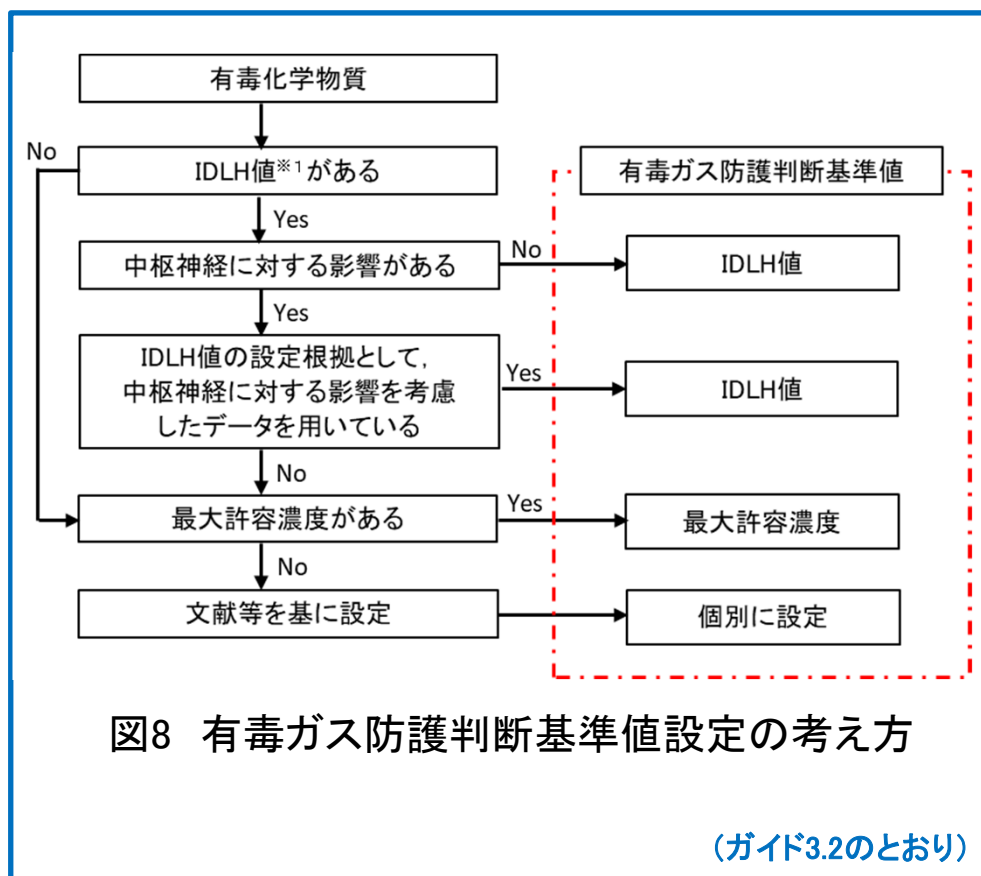 有毒化学物質
No
IDLH値※1がある
有毒ガス防護判断基準値
Yes
中枢神経に対する影響がある
No
IDLH値
Yes
IDLH値の設定根拠として，
中枢神経に対する影響を考慮
したデータを用いている
Yes
IDLH値
No
最大許容濃度がある
Yes
最大許容濃度
No
文献等を基に設定
個別に設定
図8 有毒ガス防護判断基準値設定の考え方
（ガイド3.2のとおり）